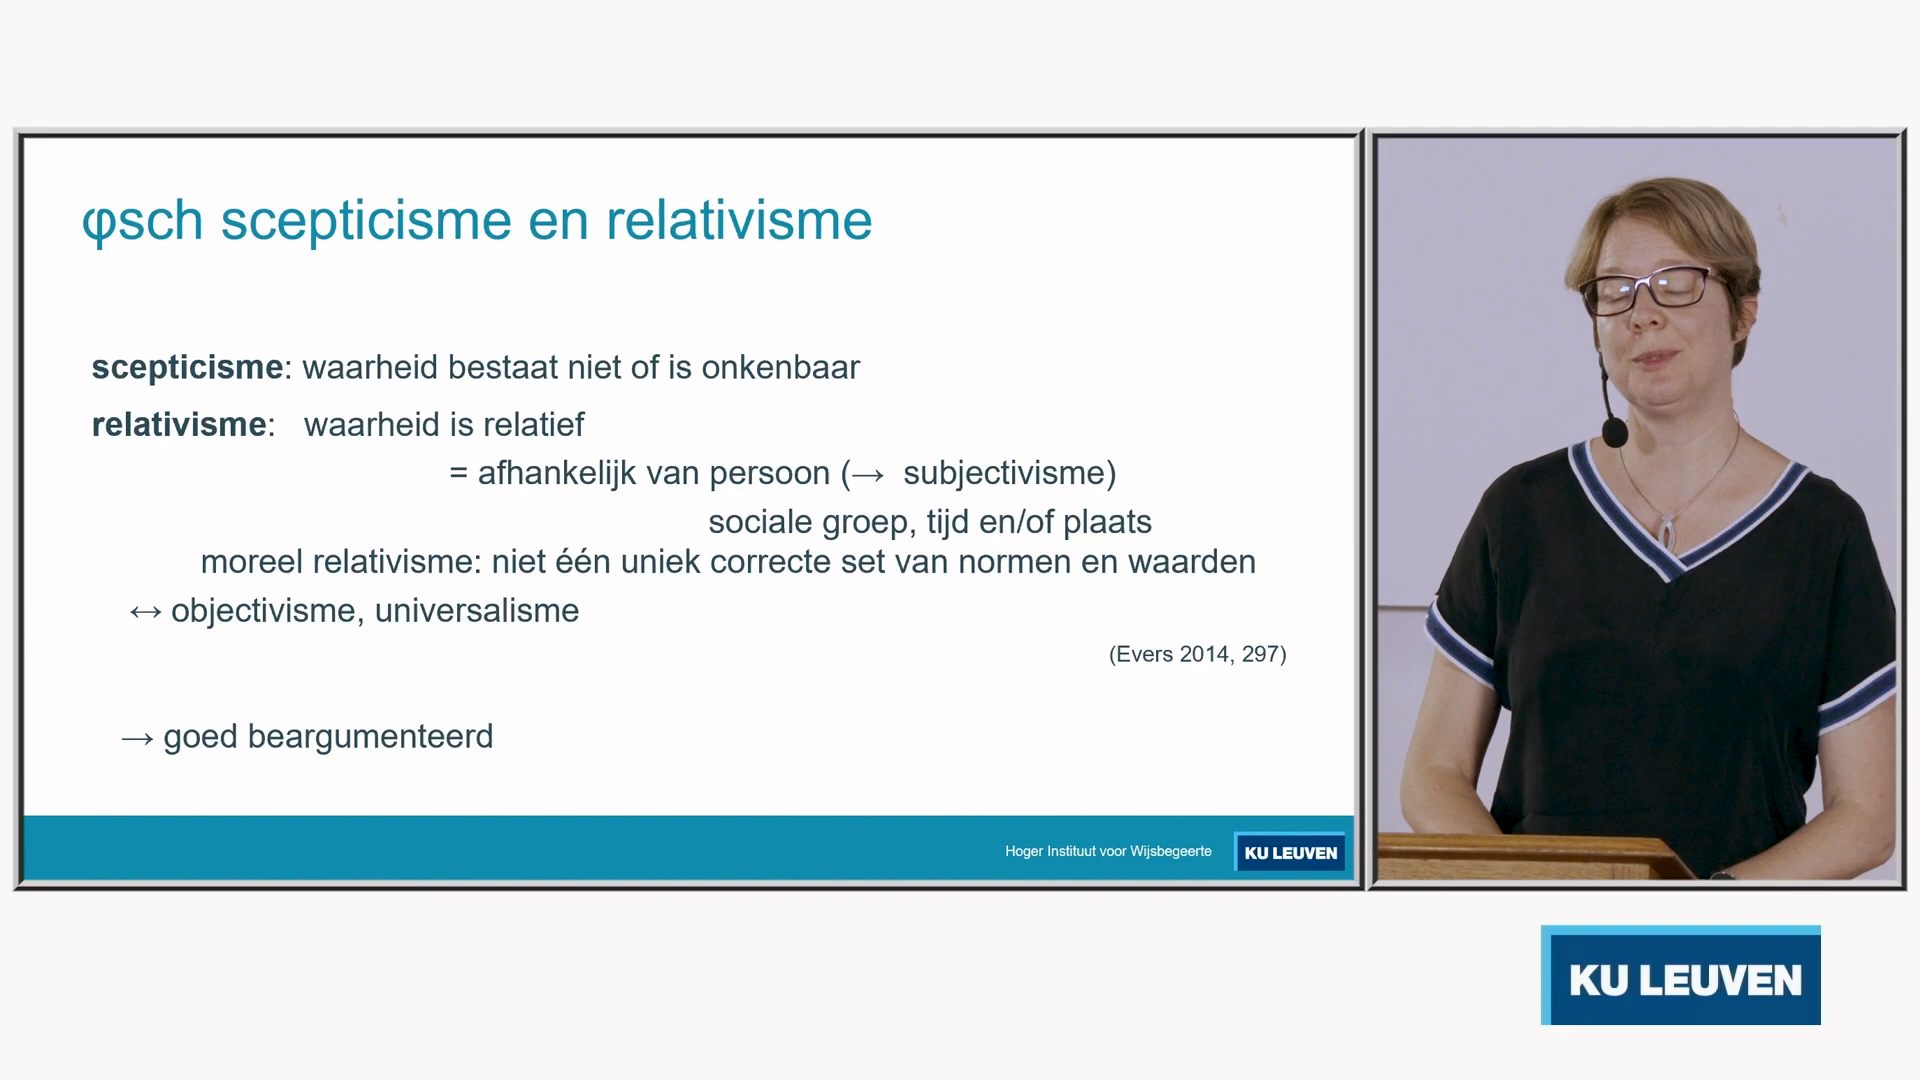 φsch scepticisme en relativisme
scepticisme: waarheid bestaat niet of is onkenbaar
relativisme: waarheid is relatief
= afhankelijk van persoon (→ subjectivisme)
sociale groep, tijd en/of plaats
moreel relativisme: niet één uniek correcte set van normen en waarden
↔ objectivisme, universalisme
(Evers 2014, 297)
→ goed beargumenteerd
Hoger Instituut voor Wijsbegeerte
KU LEUVEN
KU LEUVEN